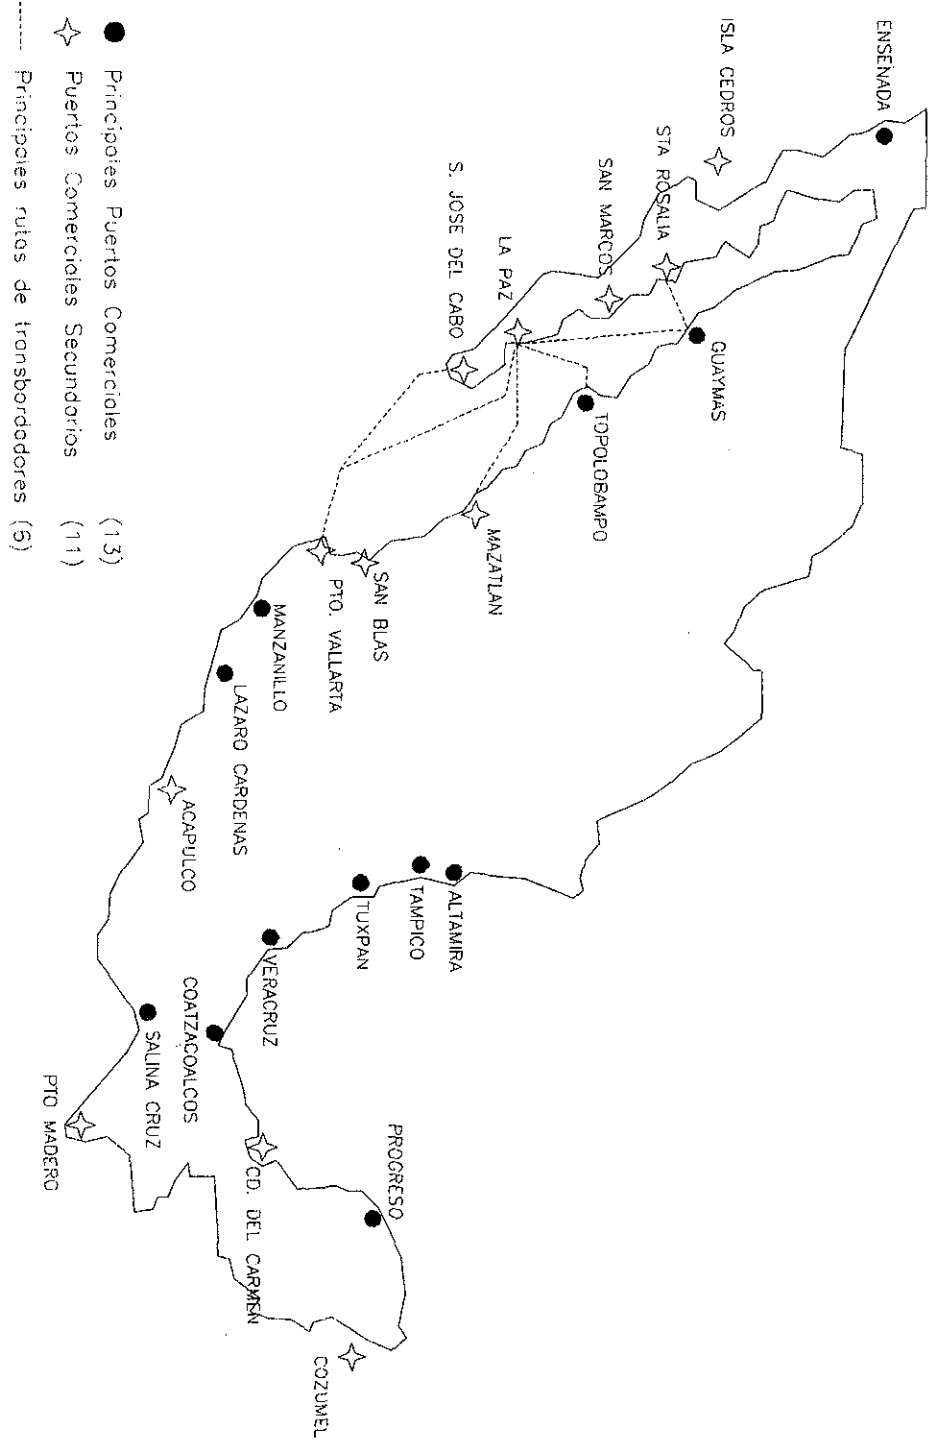 ENSEÑADA
ISLA CEDROS
STA ROSALIA
SAN MARCOS
LA PAZ
S. JOSE DEL CABO
GUAYMAS
TOPOLOBAMPO
MAZATLAN
SAN BLAS
PTO. VALLARTA
MANZANILLO
LAZARO CARDENAS
ACAPULCO
ALTAMIRA
TAMPICO
TUXPAN
VERACRUZ
COATZACOALCOS
SALINA CRUZ
PTO MADERO
CD. DEL CARMEN
PROGRESO
COZUMEL
Principales Puertos Comerciales (13)
Puertos Comerciales Secundarios (11)
Principales rutas de transbordadores (6)